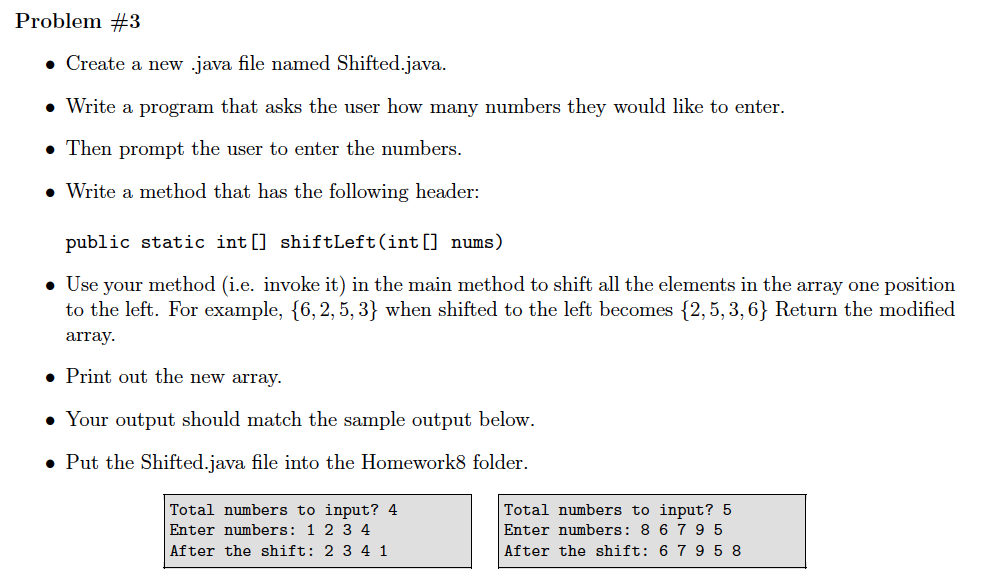 Problem #3
• Create a new .java file named Shifted.java.
• Write a program that asks the user how many numbers they would like to enter.
• Then prompt the user to enter the numbers.
• Write a method that has the following header:
public static int[] shiftLeft(int[] nums)
• Use your method (i.e. invoke it) in the main method to shift all the elements in the array one position
to the left. For example, {6, 2, 5, 3} when shifted to the left becomes {2, 5, 3, 6} Return the modified
array.
• Print out the new array.
• Your output should match the sample output below.
• Put the Shifted.java file into the Homework8 folder.
Total numbers to input? 4
Enter numbers: 1 2 3 4
After the shift: 2 3 4 1
Total numbers to input? 5
Enter numbers: 8 6 7 9 5
After the shift: 6 7 9 5 8